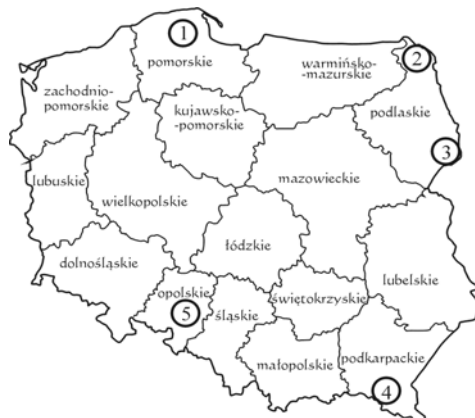 1
pomorskie
2
warmińsko-
mazurskie
zachodnio-
pomorskie
kujawsko-
-pomorskie
podlaskie
3
lubuskie
wielkopolskie
mazowieckie
dolnośląskie
łódzkie
lubelskie
opolskie
5
śląskie
świętokrzyskie
małopolskie
podkarpackie
4